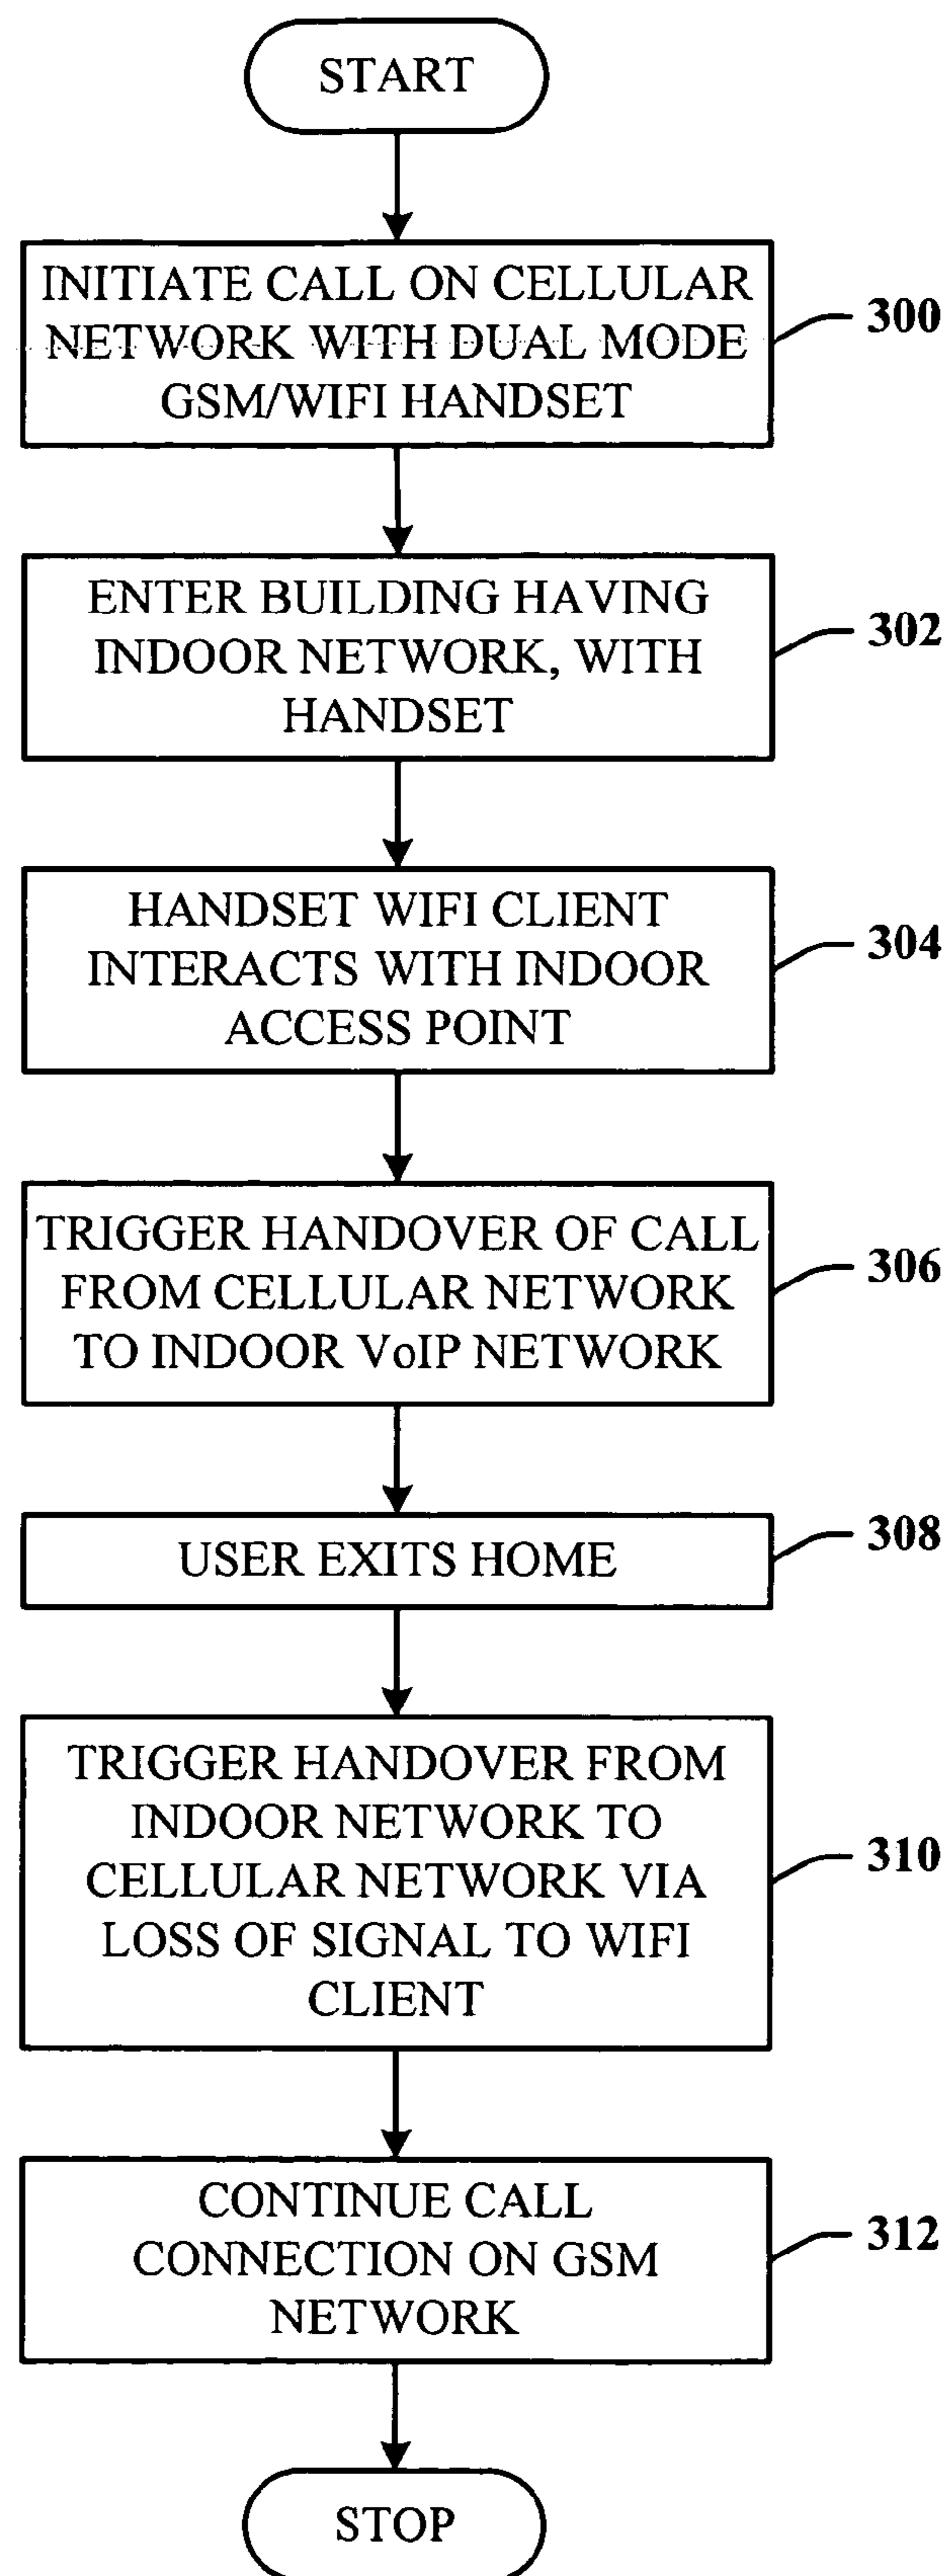 START
INITIATE CALL ON CELLULAR
NETWORK WITH DUAL MODE
GSM/WIFI HANDSET
300
ENTER BUILDING HAVING
INDOOR NETWORK, WITH
HANDSET
302
HANDSET WIFI CLIENT
INTERACTS WITH INDOOR
ACCESS POINT
304
TRIGGER HANDOVER OF CALL
FROM CELLULAR NETWORK
TO INDOOR VoIP NETWORK
306
USER EXITS HOME
308
TRIGGER HANDOVER FROM
INDOOR NETWORK TO
CELLULAR NETWORK VIA
LOSS OF SIGNAL TO WIFI
CLIENT
310
CONTINUE CALL
CONNECTION ON GSM
NETWORK
312
STOP